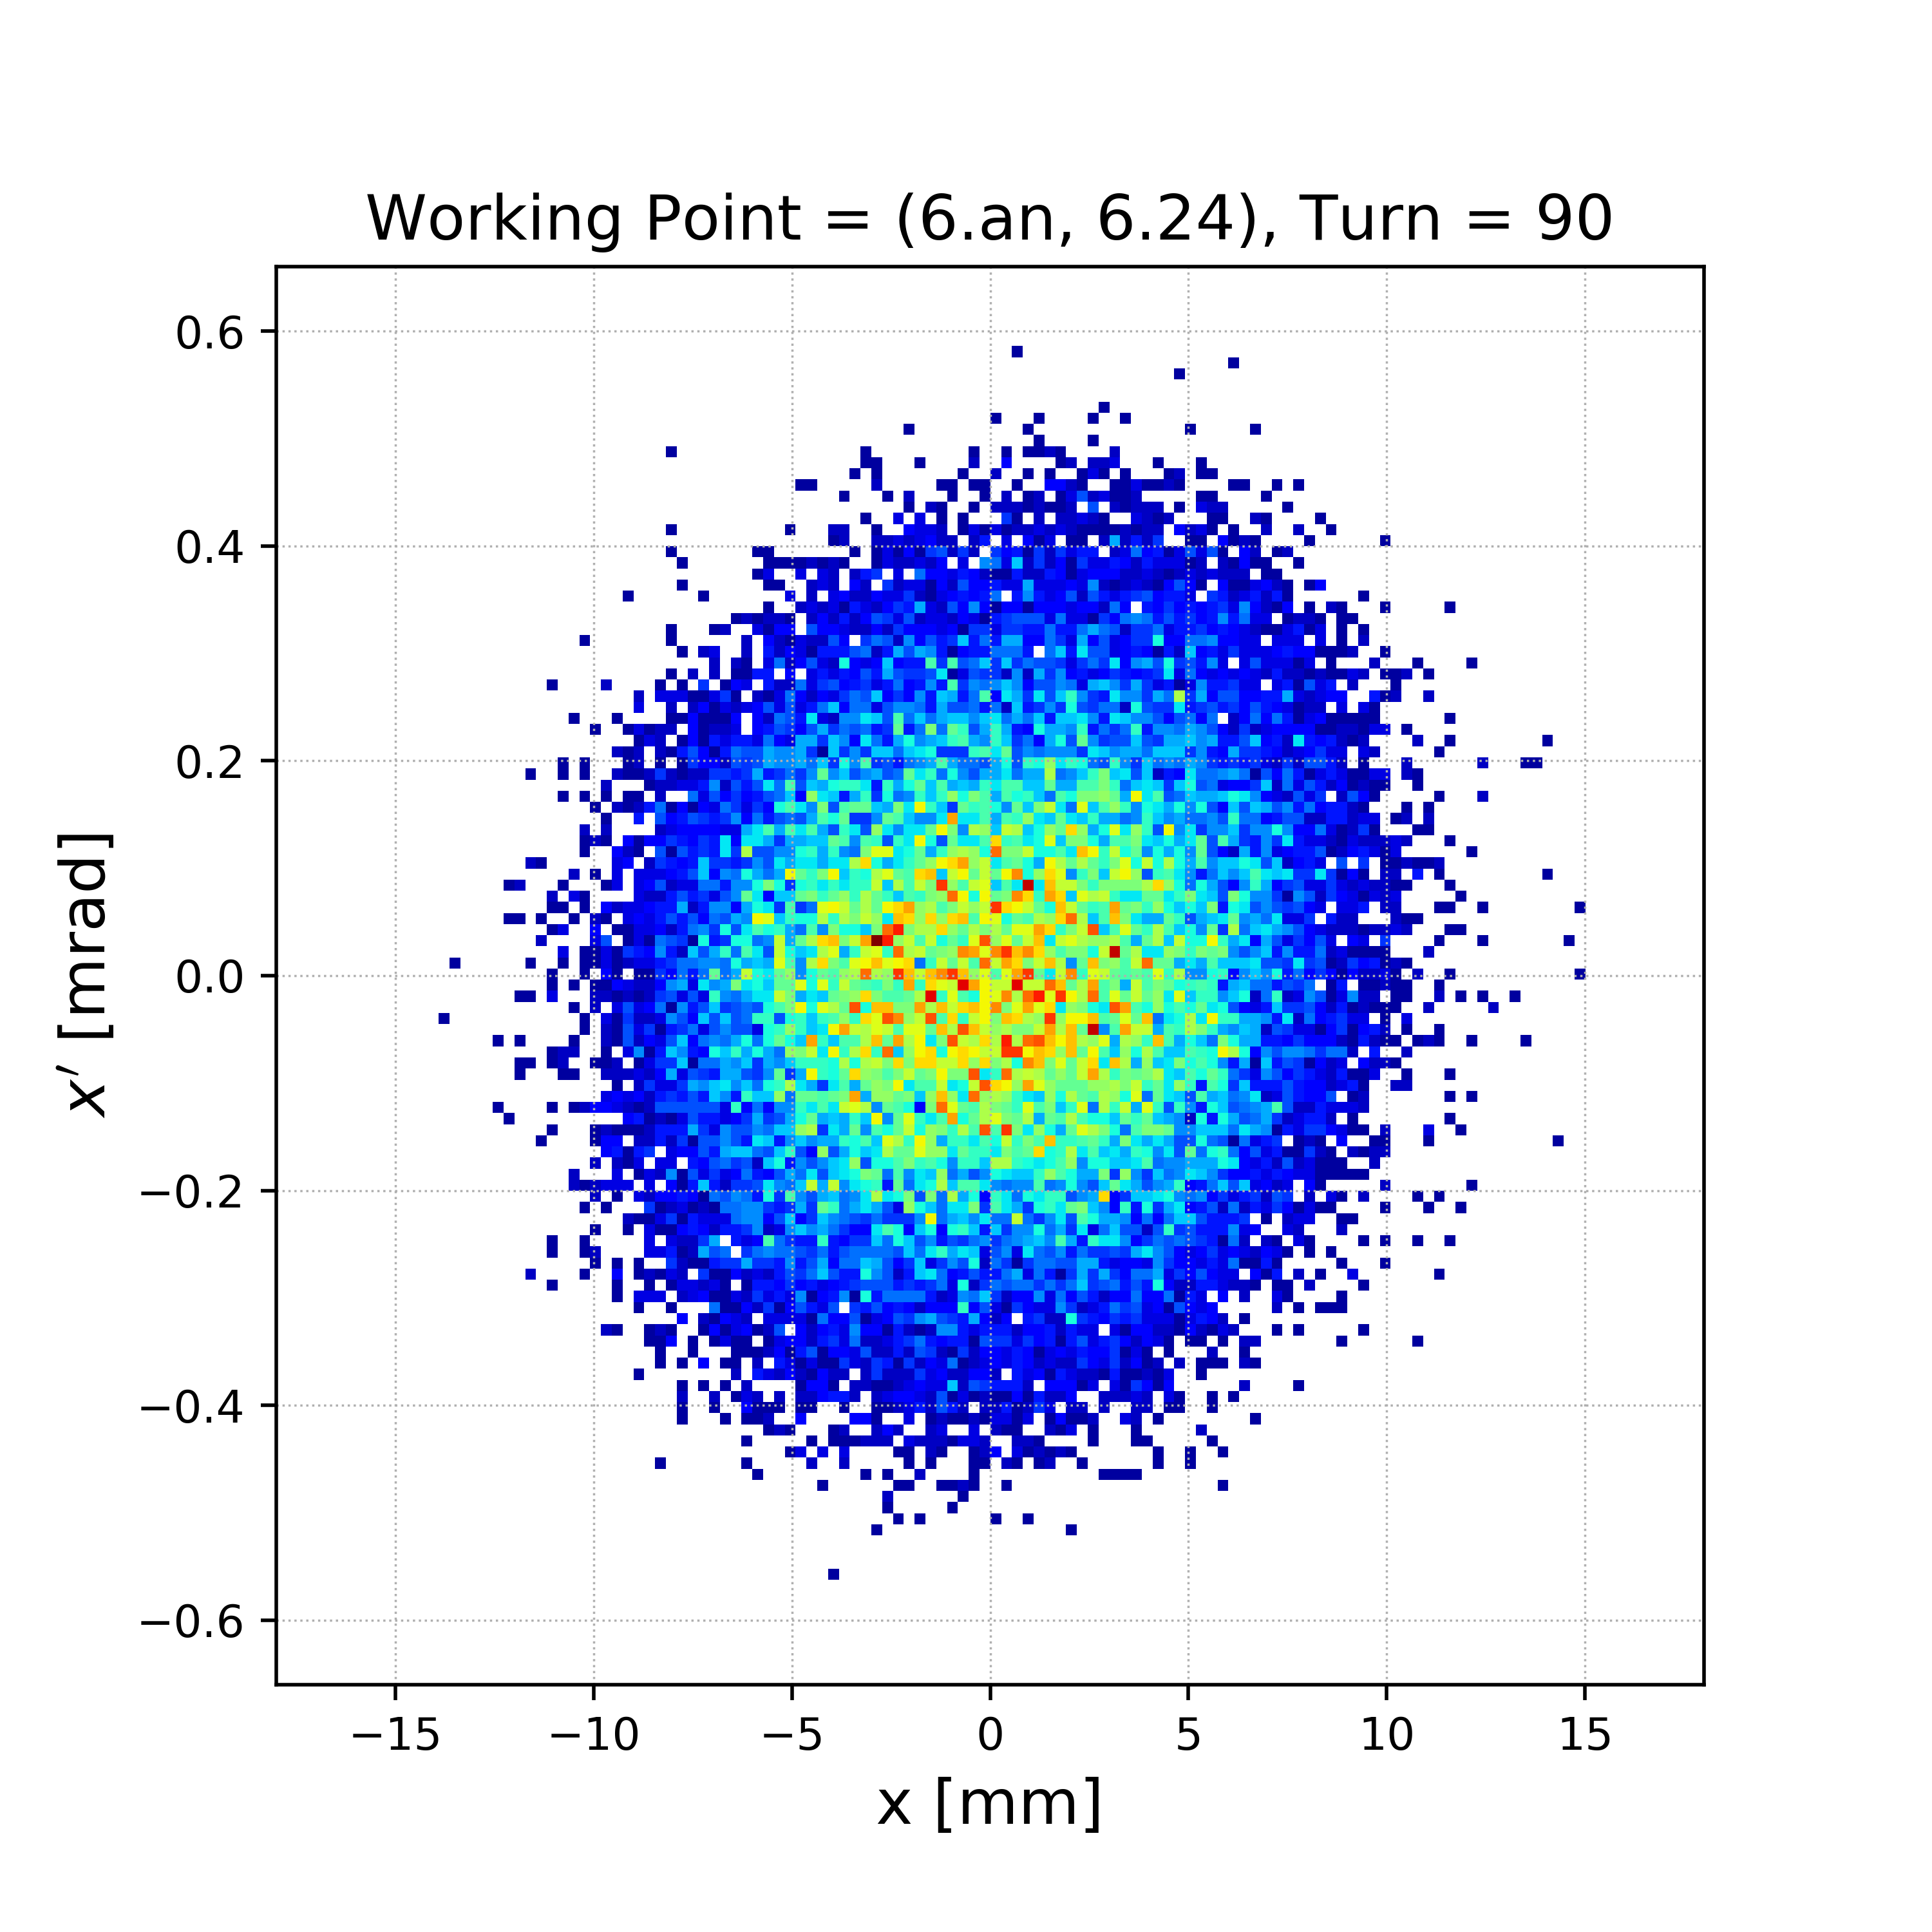 Working Point = (6.an, 6.24), Turn = 90
0.6
0.4
0.2
0.0
−0.2
−0.4
−0.6
x′ [mrad]
−15 −10 −5 0 5 10 15
x [mm]